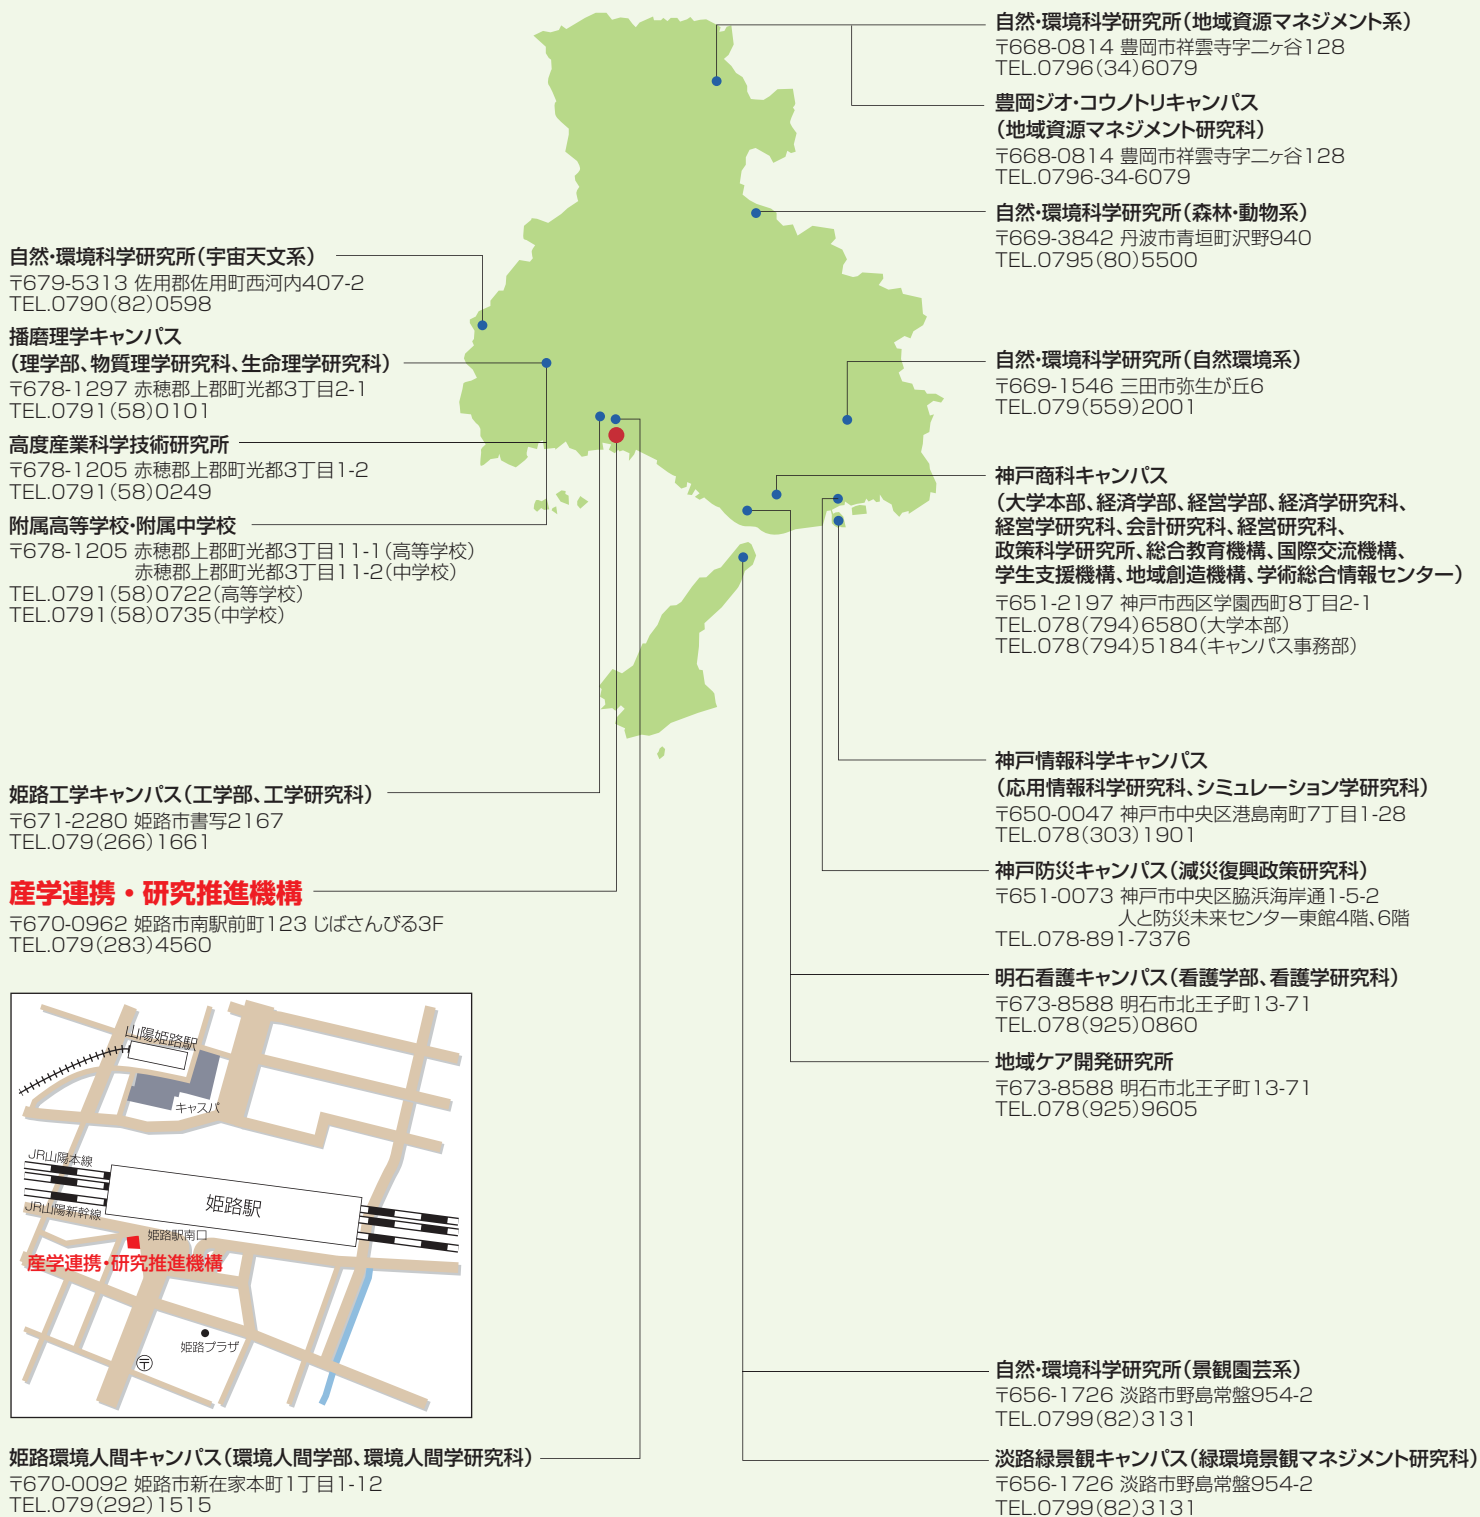 自然・環境科学研究所（地域資源マネジメント系）
〒668-0814 豊岡市祥雲寺字二ヶ谷128
TEL.0796（34）6079
豊岡ジオ・コウノトリキャンパス
（地域資源マネジメント研究科）
〒668-0814 豊岡市祥雲寺字二ヶ谷128
TEL.0796-34-6079
自然・環境科学研究所（森林・動物系）
〒669-3842 丹波市青垣町沢野940
TEL.0795（80）5500
自然・環境科学研究所（自然環境系）
〒669-1546 三田市弥生が丘6
TEL.079（559）2001
神戸商科キャンパス
（大学本部、経済学部、経営学部、経済学研究科、
経営学研究科、会計研究科、経営研究科、
政策科学研究所、総合教育機構、国際交流機構、
学生支援機構、地域創造機構、学術総合情報センター）
〒651-2197 神戸市西区学園西町8丁目2-1
TEL.078（794）6580（大学本部）
TEL.078（794）5184（キャンパス事務部）
神戸情報科学キャンパス
（応用情報科学研究科、シミュレーション学研究科）
〒650-0047 神戸市中央区港島南町7丁目1-28
TEL.078（303）1901
神戸防災キャンパス（減災復興政策研究科）
〒651-0073 神戸市中央区脇浜海岸通1-5-2
人と防災未来センター東館4階、6階
TEL.078-891-7376
明石看護キャンパス（看護学部、看護学研究科）
〒673-8588 明石市北王子町13-71
TEL.078（925）0860
地域ケア開発研究所
〒673-8588 明石市北王子町13-71
TEL.078（925）9605
自然・環境科学研究所（景観園芸系）
〒656-1726 淡路市野島常盤954-2
TEL.0799（82）3131
淡路緑景観キャンパス（緑環境景観マネジメント研究科）
〒656-1726 淡路市野島常盤954-2
TEL.0799（82）3131
自然・環境科学研究所（宇宙天文系）
〒679-5313 佐用郡佐用町西河内407-2
TEL.0790（82）0598
播磨理学キャンパス
（理学部、物質理学研究科、生命理学研究科）
〒678-1297 赤穂郡上郡町光都3丁目2-1
TEL.0791（58）0101
高度産業科学技術研究所
〒678-1205 赤穂郡上郡町光都3丁目1-2
TEL.0791（58）0249
附属高等学校・附属中学校
〒678-1205 赤穂郡上郡町光都3丁目11-1（高等学校）
赤穂郡上郡町光都3丁目11-2（中学校）
TEL.0791（58）0722（高等学校）
TEL.0791（58）0735（中学校）
姫路工学キャンパス（工学部、工学研究科）
〒671-2280 姫路市書写2167
TEL.079（266）1661
産学連携・研究推進機構
〒670-0962 姫路市南駅前町123 じばさんびる3F
TEL.079（283）4560
山陽姫路駅
キャスパ
JR山陽本線
姫路駅
JR山陽新幹線
姫路駅南口
産学連携・研究推進機構
姫路プラザ
〒
姫路環境人間キャンパス（環境人間学部、環境人間学研究科）
〒670-0092 姫路市新在家本町1丁目1-12
TEL.079（292）1515